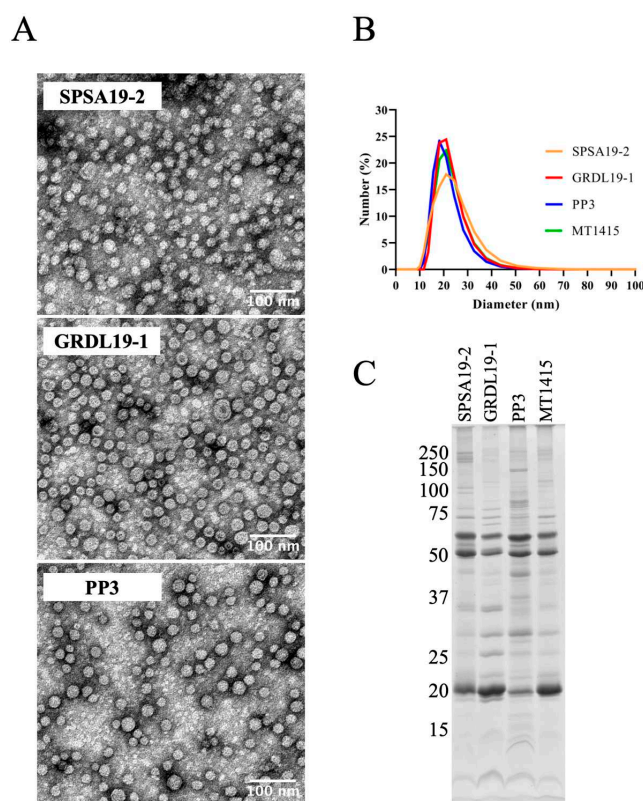 A
SPSA19-2
100 nm
GRDL19-1
100 nm
PP3
100 nm
B
Number (%)
30
25
20
15
10
5
0
0 10 20 30 40 50 60 70 80 90 100
Diameter (nm)
SPSA19-2
GRDL19-1
PP3
MT1415
C
SPSA19-2
GRDL19-1
PP3
MT1415
250
150
100
75
50
37
25
20
15